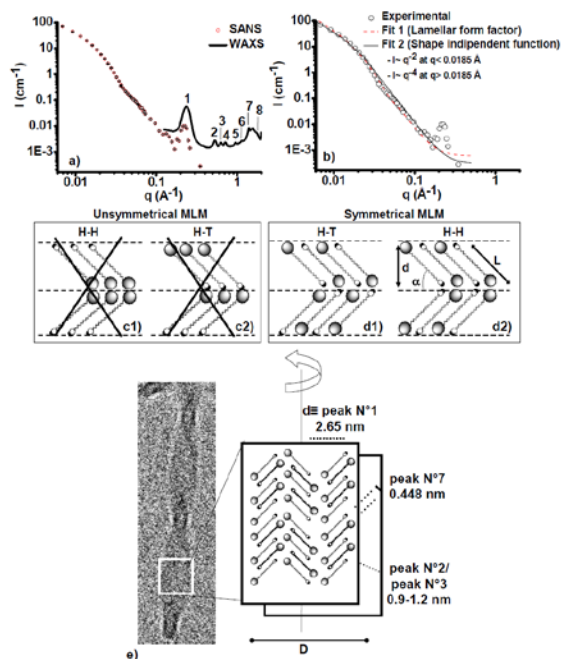 SANS
WAXS
I (cm-1)
100
10
1
0.1
0.01
1E-3
1
2
3
4
5
6
7
8
a)
0.01
0.1
1
q (A-1)
Experimental
Fit 1 (Lamellar form factor)
Fit 2 (Shape indipendent function)
- I~ q-2 at q< 0.0185 Å
- I~ q-4 at q> 0.0185 Å
I (cm-1)
100
10
1
0.1
0.01
1E-3
b)
0.01
0.1
1
q (A-1)
Unsymmetrical MLM
H-H
H-T
c1)
c2)
Symmetrical MLM
H-T
H-H
d
α
L
d1)
d2)
d≡ peak N°1
2.65 nm
peak N°7
0.448 nm
peak N°2/
peak N°3
0.9-1.2 nm
D
e)